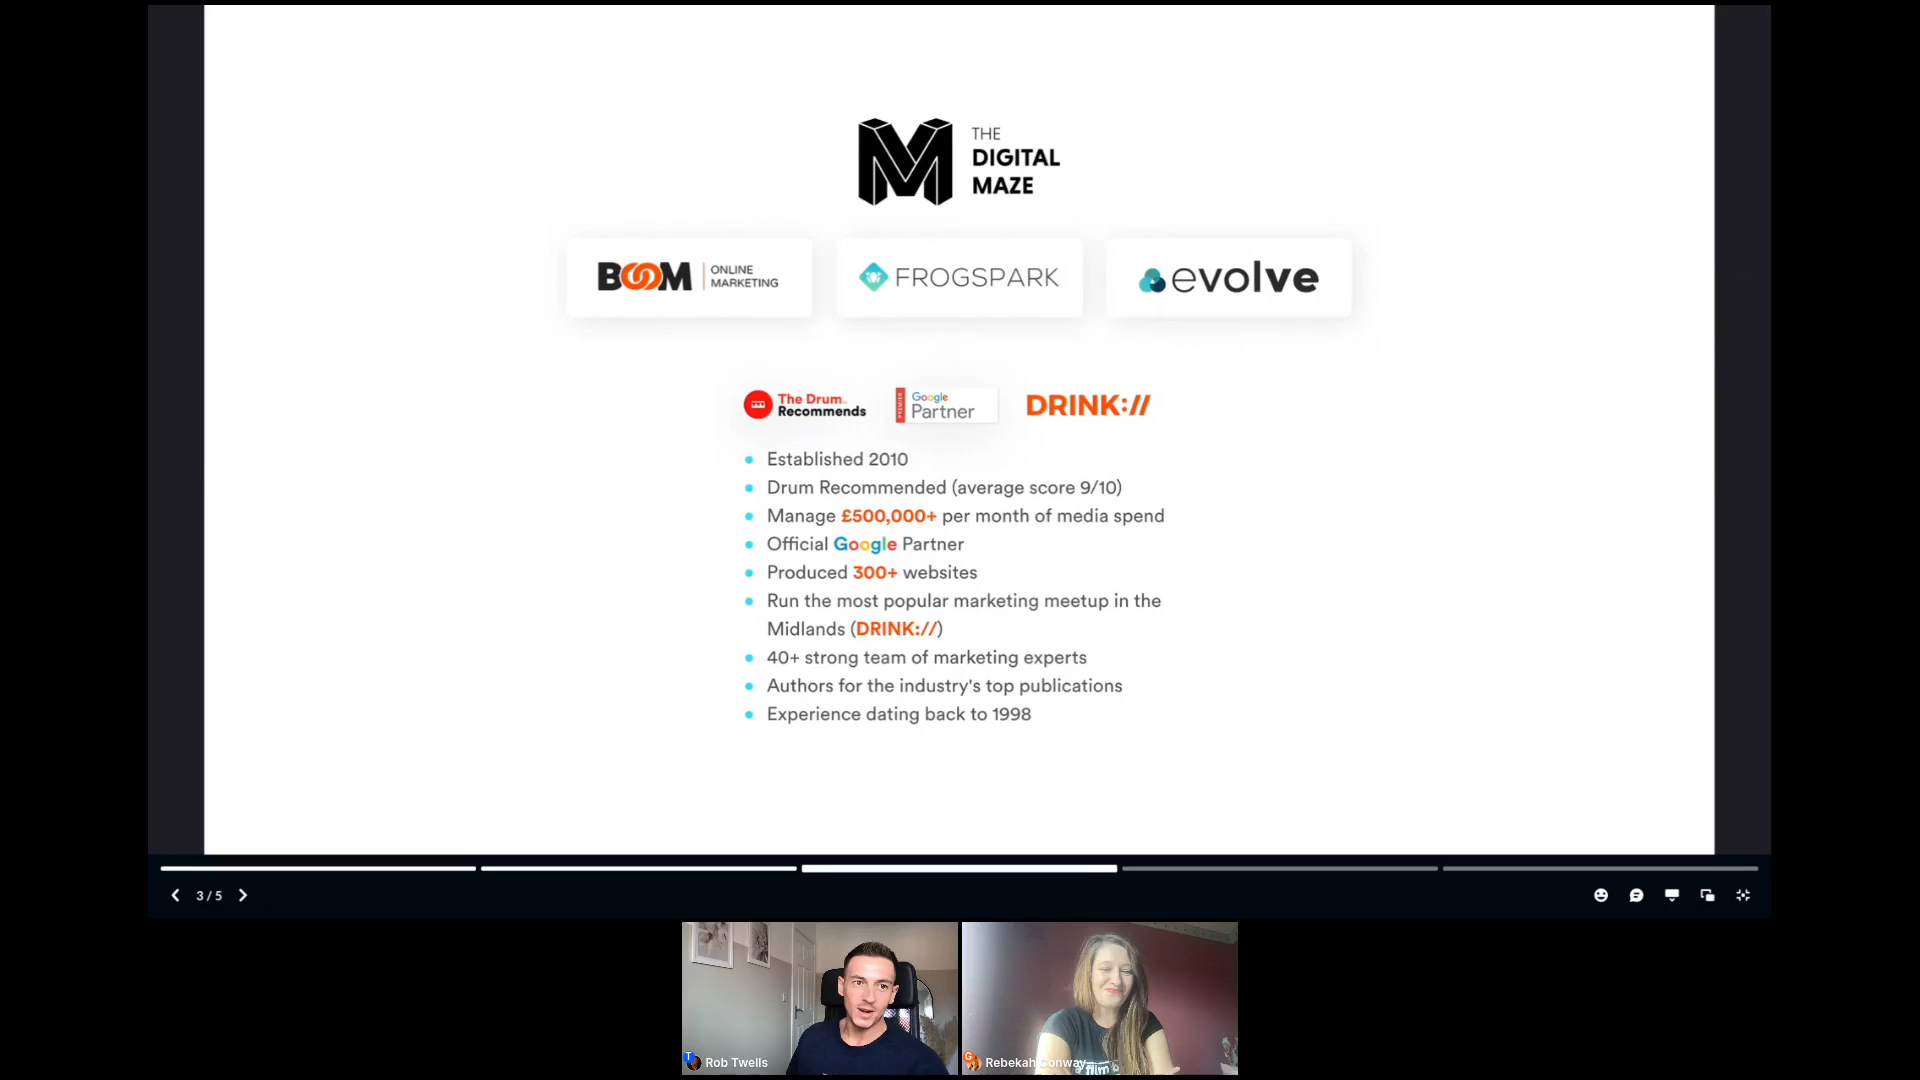 THE
DIGITAL
MAZE
BOOM ONLINE
MARKETING
FROGSPARK
evolve
The Drum
Recommends
PREMIER
Google
Partner
DRINK://
Established 2010
Drum Recommended (average score 9/10)
Manage £500,000+ per month of media spend
Official Google Partner
Produced 300+ websites
Run the most popular marketing meetup in the
Midlands (DRINK://)
40+ strong team of marketing experts
Authors for the industry's top publications
Experience dating back to 1998
3 / 5
T
Rob Twells
G
Rebekah Conway